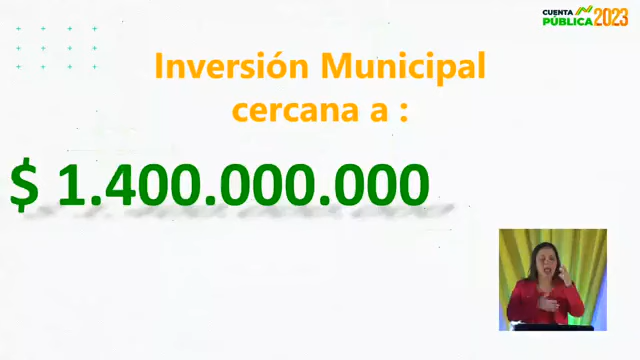 CUENTA
PÚBLICA 2023
Inversión Municipal
cercana a :
$ 1.400.000.000